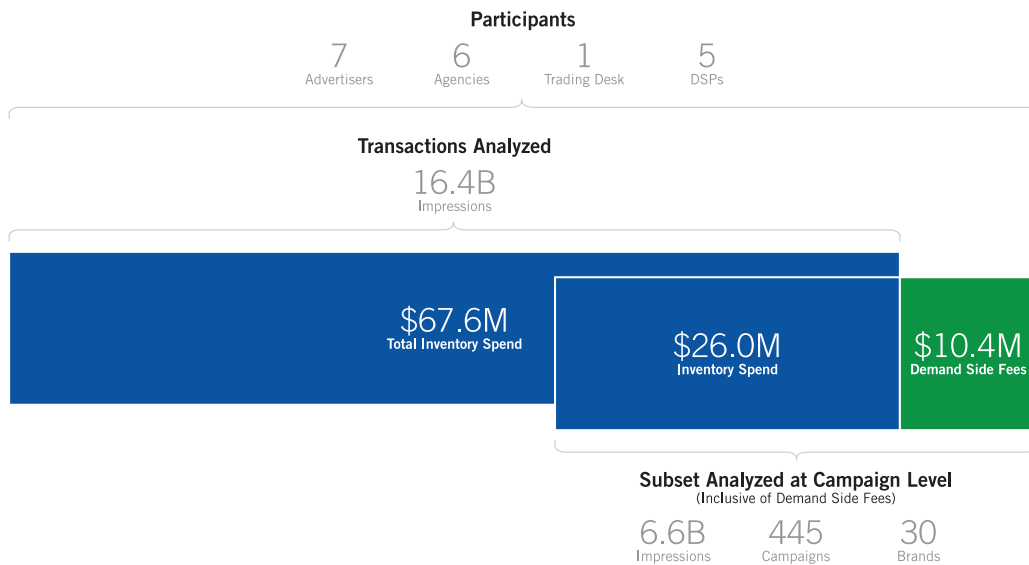 Participants
7 6 1 5
Advertisers Agencies Trading Desk DSPs
Transactions Analyzed
16.4B
Impressions
$67.6M
Total Inventory Spend
$26.0M
Inventory Spend
$10.4M
Demand Side Fees
Subset Analyzed at Campaign Level
(Inclusive of Demand Side Fees)
6.6B 445 30
Impressions Campaigns Brands